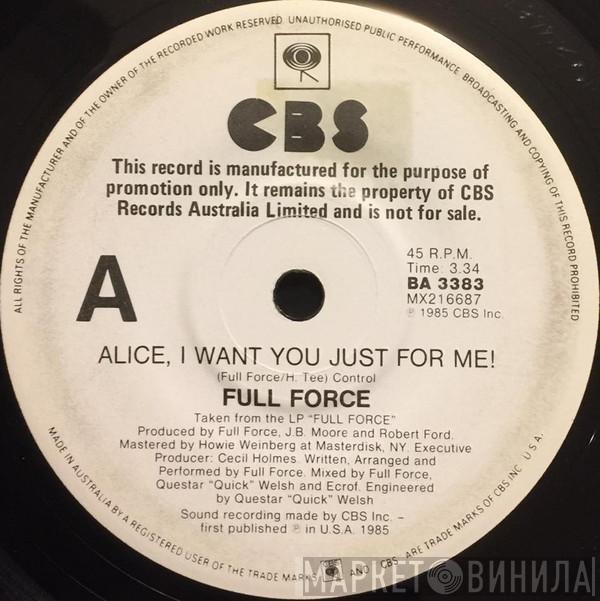 ALL RIGHTS OF THE MANUFACTURER AND OF THE OWNER OF THE RECORDED WORK RESERVED. UNAUTHORISED PUBLIC PERFORMANCE, BROADCASTING AND COPYING OF THIS RECORD PROHIBITED
CBS
This record is manufactured for the purpose of
promotion only. It remains the property of CBS
Records Australia Limited and is not for sale.
A
45 R.P.M.
Time: 3.34
BA 3383
MX216687
℗ 1985 CBS Inc.
ALICE, I WANT YOU JUST FOR ME!
(Full Force/H. Tee) Control
FULL FORCE
Taken from the LP "FULL FORCE"
Produced by Full Force, J.B. Moore and Robert Ford.
Mastered by Howie Weinberg at Masterdisk, NY. Executive
Producer: Cecil Holmes. Written, Arranged and
Performed by Full Force. Mixed by Full Force,
Questar "Quick" Welsh and Ecrof. Engineered
by Questar "Quick" Welsh
Sound recording made by CBS Inc. –
first published ℗ in U.S.A. 1985
MADE IN AUSTRALIA BY A REGISTERED USER OF THE TRADE MARKS
AND CBS ARE TRADE MARKS OF CBS INC U S A.
МАРКЕТ ВИНИЛА